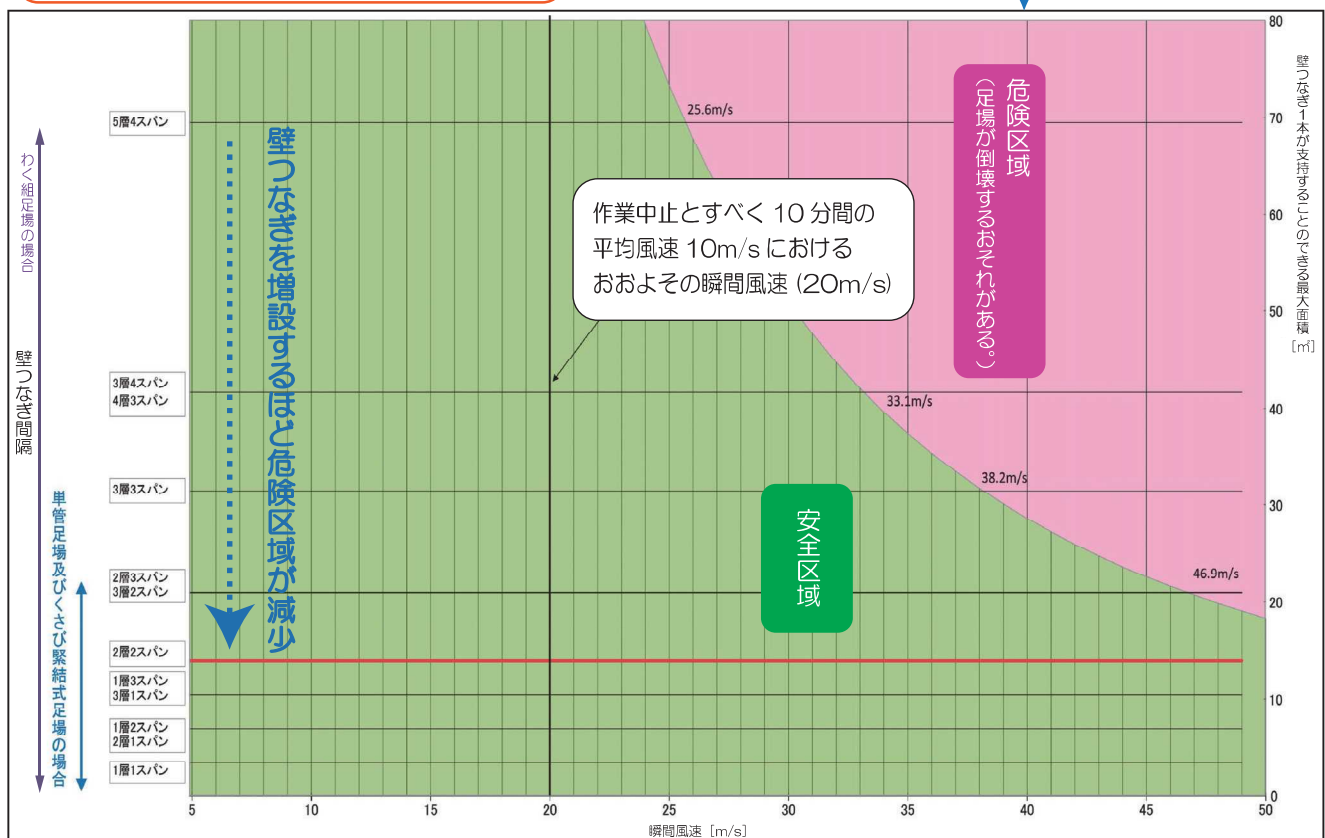 5層4スパン
3層4スパン
4層3スパン
3層3スパン
2層3スパン
3層2スパン
2層2スパン
1層3スパン
3層1スパン
1層2スパン
2層1スパン
1層1スパン
わく組足場の場合
壁つなぎ間隔
単管足場及びくさび緊結式足場の場合
壁つなぎを増設するほど危険区域が減少
作業中止とすべく 10 分間の
平均風速 10m/s における
おおよその瞬間風速 (20m/s)
危険区域
(足場が倒壊するおそれがある。)
安全区域
25.6m/s
33.1m/s
38.2m/s
46.9m/s
80
70
60
50
40
30
20
10
0
壁つなぎ1本が支持することのできる最大面積
[㎡]
5
10
15
20
25
30
35
40
45
50
瞬間風速 [m/s]